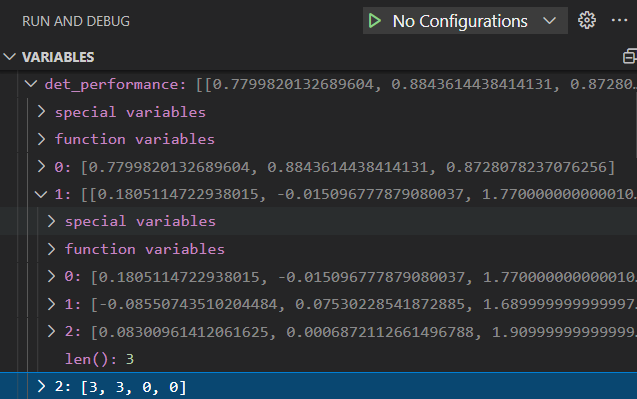 RUN AND DEBUG
No Configurations
VARIABLES
det_performance: [[0.7799820132689604, 0.8843614438414131, 0.87280…
special variables
function variables
0: [0.7799820132689604, 0.8843614438414131, 0.8728078237076256]
1: [[0.1805114722938015, -0.015096777879080037, 1.770000000000010…
special variables
function variables
0: [0.1805114722938015, -0.015096777879080037, 1.770000000000010…
1: [-0.08550743510204484, 0.07530228541872885, 1.689999999999997…
2: [0.08300961412061625, 0.0006872112661496788, 1.90999999999999…
len(): 3
2: [3, 3, 0, 0]